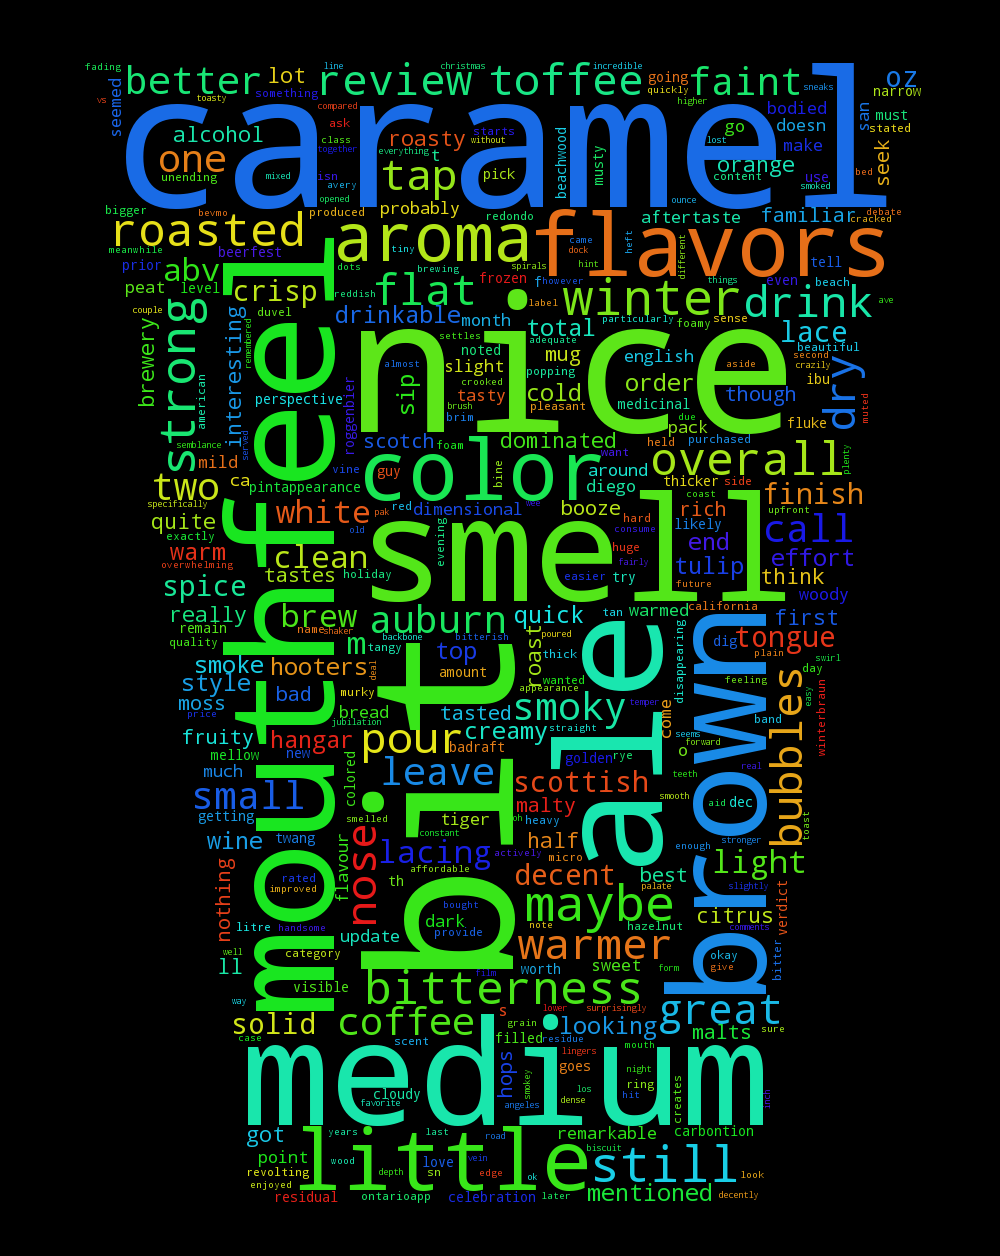 fading
line
christmas
incredible
better
lot
review
toffee
going
faint
oz
vs
toasty
something
quickly
higher
sneaks
narrow
seemed
caramel
compared
ask
starts
bodied
san
must
alcohol
class
roasty
without
beachwood
musty
go
lost
doesn
stated
one
together
everything
t
make
seek
unending
mixed
isn
tap
pick
orange
content
use
smoked
bed
avery
opened
ounce
bigger
bevmo
produced
probably
redondo
aftertaste
familiar
debate
cracked
roasted
aroma
flavors
came
dock
heft
different
meanwhile
beerfest
tiny
hint
things
tell
prior
abv
dots
brewing
spirals
even
beach
peat
level
crisp
reddish
flat
frozen
f
however
winter
drink
ave
couple
duvel
label
particularly
foamy
sense
strong
brewery
interesting
remembered
drinkable
month
settles
total
adequate
lace
beautiful
american
mouthfeel
nice
almost
noted
slight
mug
popping
english
second
crazily
dry
aside
perspective
crooked
tasty
cold
order
though
ibu
muted
roggenbier
sip
brush
brim
pleasant
medicinal
due
pack
fluke
semblance
served
scotch
foam
dominated
held
purchased
want
plenty
mild
ca
vine
guy
color
bine
around
overall
two
pintappearance
diego
thicker
side
finish
specifically
white
pak
red
dimensional
wee
booze
coast
rich
upfront
quite
exactly
old
evening
smell
hard
consume
likely
end
call
warm
overwhelming
clean
huge
fairly
effort
tastes
holiday
easier
try
tulip
think
spice
future
woody
really
brew
name
shaker
auburn
quick
tan
warmed
california
first
remain
quality
m
backbone
tangy
bitterish
poured
disappearing
dig
tongue
plain
smoke
hooters
deal
top
thick
roast
wanted
feeling
swirl
day
style
bad
murky
amount
appearance
brown
easy
moss
price
bread
tasted
smoky
temper
come
band
winterbraun
jubilation
straight
ale
fruity
hangar
pour
creamy
badraft
o
seems
forward
bubbles
mellow
new
colored
golden
rye
real
much
leave
scottish
teeth
small
smooth
aid
dec
getting
smelled
bit
oh
malty
heavy
tiger
micro
stronger
toast
wine
twang
nose
constant
half
enough
nothing
flavour
lacing
actively
light
rated
th
affordable
decent
best
palate
slightly
improved
bought
maybe
verdict
litre
handsome
dark
provide
note
hazelnut
citrus
comments
well
update
warmer
okay
give
bitter
ll
category
worth
sweet
form
visible
film
bitterness
way
s
lower
surprisingly
great
solid
coffee
grain
looking
malts
sure
case
scent
filled
residue
mouth
medium
hops
lingers
goes
night
smokey
ring
creates
inch
cloudy
los
hit
favorite
angeles
dense
got
years
last
road
remarkable
carbontion
point
little
biscuit
wood
love
vein
still
revolting
depth
sn
edge
ok
look
enjoyed
residual
ontarioapp
celebration
later
mentioned
decently